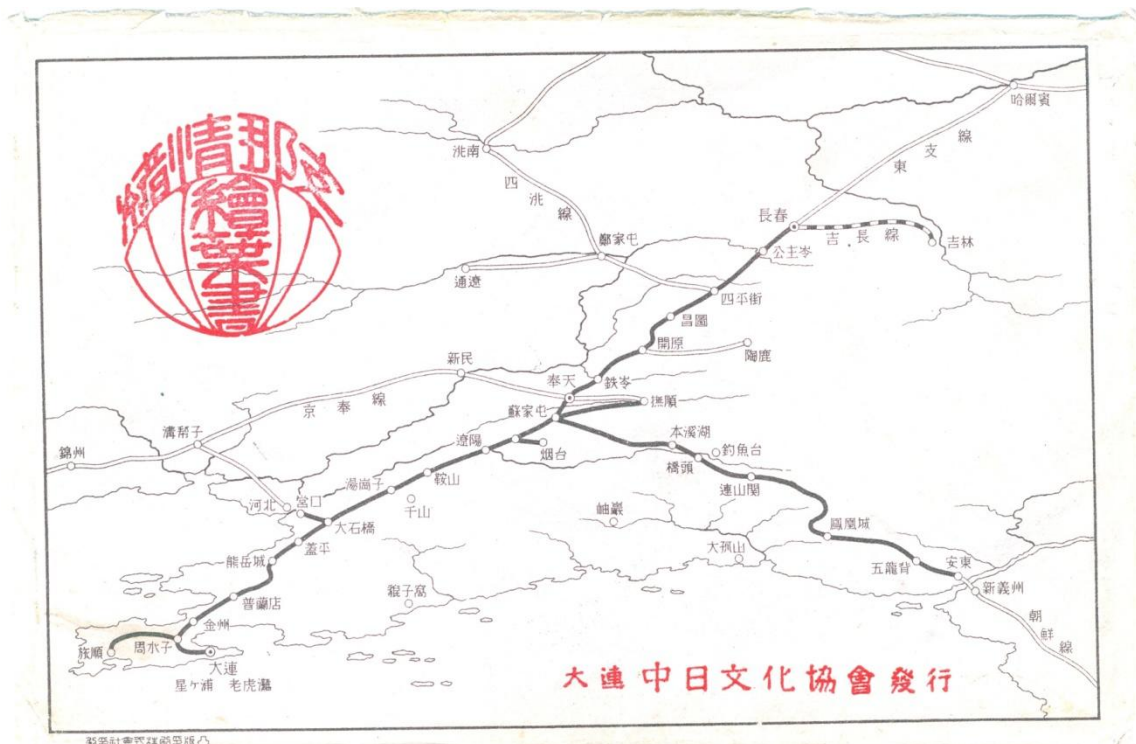 支那情緒
繪葉書
哈爾賓
洮南
四洮線
東支線
長春
吉長線
吉林
公主岺
鄭家屯
通遼
四平街
昌圖
開原
陶鹿
新民
奉天
鉄岺
京奉線
蘇家屯
撫順
溝幇子
錦州
遼陽
烟台
本溪湖
釣魚台
橋頭
連山関
湯崗子
鞍山
千山
河北
営口
大石橋
岫巖
鳳凰城
蓋平
熊岳城
大孤山
五龍背
安東
新義州
朝鮮線
普蘭店
貔子窩
金州
周水子
旅順
大連
星ヶ浦 老虎灘
大連 中日文化協會發行